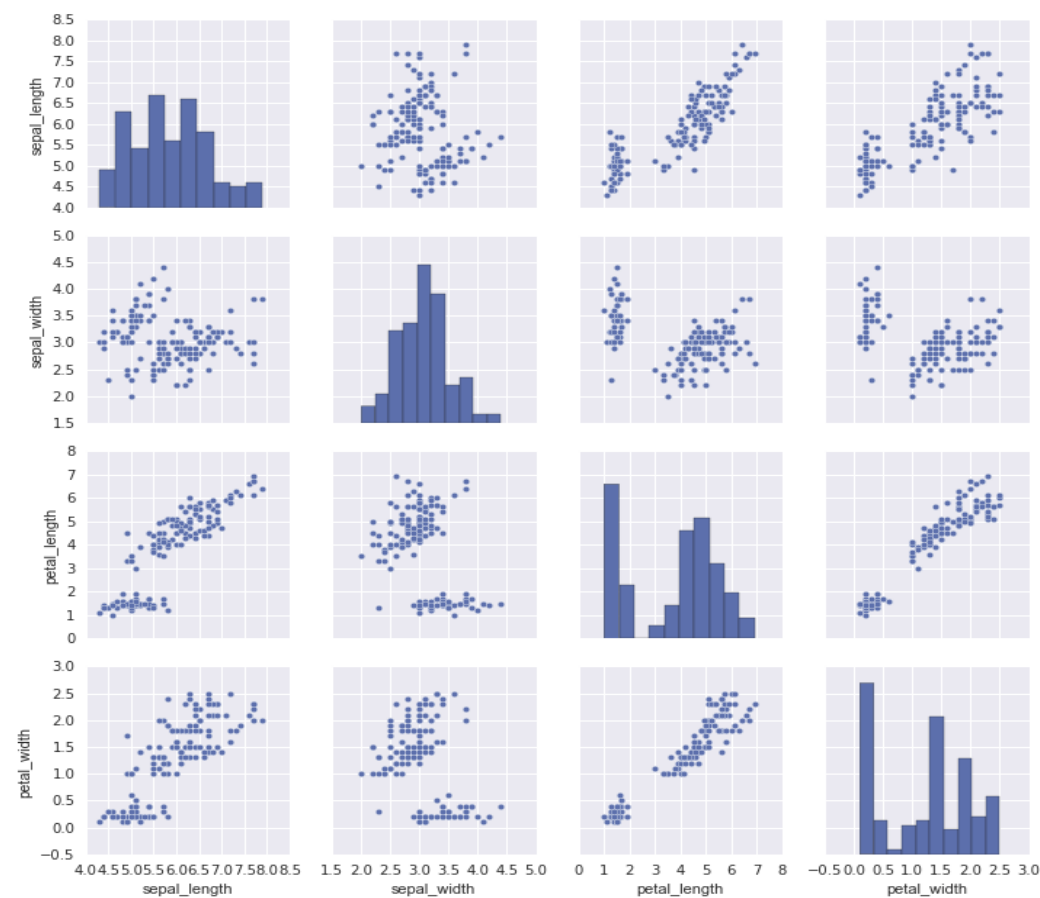 8.5
8.0
7.5
7.0
6.5
6.0
5.5
5.0
4.5
4.0
sepal_length
5.0
4.5
4.0
3.5
3.0
2.5
2.0
1.5
sepal_width
8
7
6
5
4
3
2
1
0
petal_length
3.0
2.5
2.0
1.5
1.0
0.5
0.0
−0.5
petal_width
4.0 4.5 5.0 5.5 6.0 6.5 7.0 7.5 8.0 8.5
sepal_length
1.5 2.0 2.5 3.0 3.5 4.0 4.5 5.0
sepal_width
0 1 2 3 4 5 6 7 8
petal_length
−0.5 0.0 0.5 1.0 1.5 2.0 2.5 3.0
petal_width